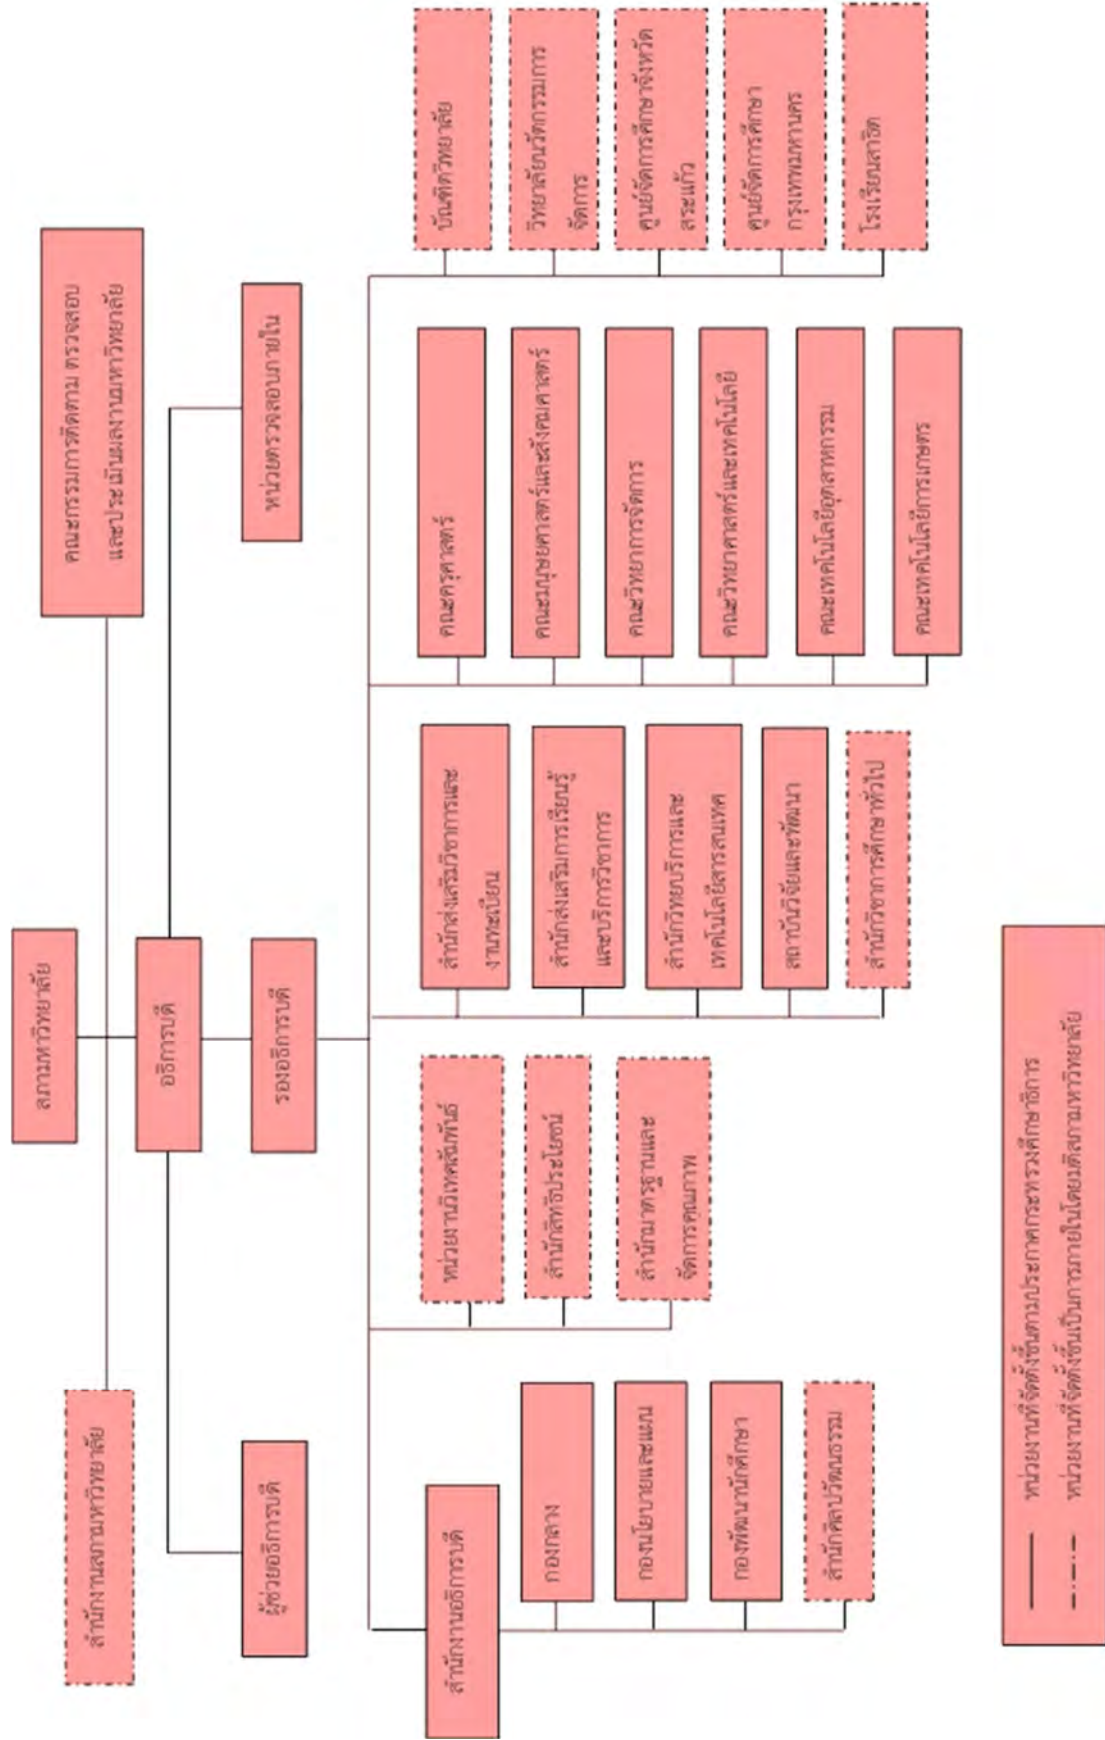 สภามหาวิทยาลัย
สำนักงานสภามหาวิทยาลัย
คณะกรรมการติดตาม ตรวจสอบ
และประเมินผลงานมหาวิทยาลัย
อธิการบดี
ผู้ช่วยอธิการบดี
รองอธิการบดี
หน่วยตรวจสอบภายใน
สำนักงานอธิการบดี
กองกลาง
กองนโยบายและแผน
กองพัฒนานักศึกษา
สำนักศิลปวัฒนธรรม
หน่วยงานวิเทศสัมพันธ์
สำนักสิทธิประโยชน์
สำนักมาตรฐานและ
จัดการคุณภาพ
สำนักส่งเสริมวิชาการและ
งานทะเบียน
สำนักส่งเสริมการเรียนรู้
และบริการวิชาการ
สำนักวิทยบริการและ
เทคโนโลยีสารสนเทศ
สถาบันวิจัยและพัฒนา
สำนักวิชาการศึกษาทั่วไป
คณะครุศาสตร์
คณะมนุษยศาสตร์และสังคมศาสตร์
คณะวิทยาการจัดการ
คณะวิทยาศาสตร์และเทคโนโลยี
คณะเทคโนโลยีอุตสาหกรรม
คณะเทคโนโลยีการเกษตร
บัณฑิตวิทยาลัย
วิทยาลัยนวัตกรรมการ
จัดการ
ศูนย์จัดการศึกษาจังหวัด
สระแก้ว
ศูนย์จัดการศึกษา
กรุงเทพมหานคร
โรงเรียนสาธิต
หน่วยงานที่จัดตั้งขึ้นตามประกาศกระทรวงศึกษาธิการ
หน่วยงานที่จัดตั้งขึ้นเป็นการภายในโดยมติสภามหาวิทยาลัย